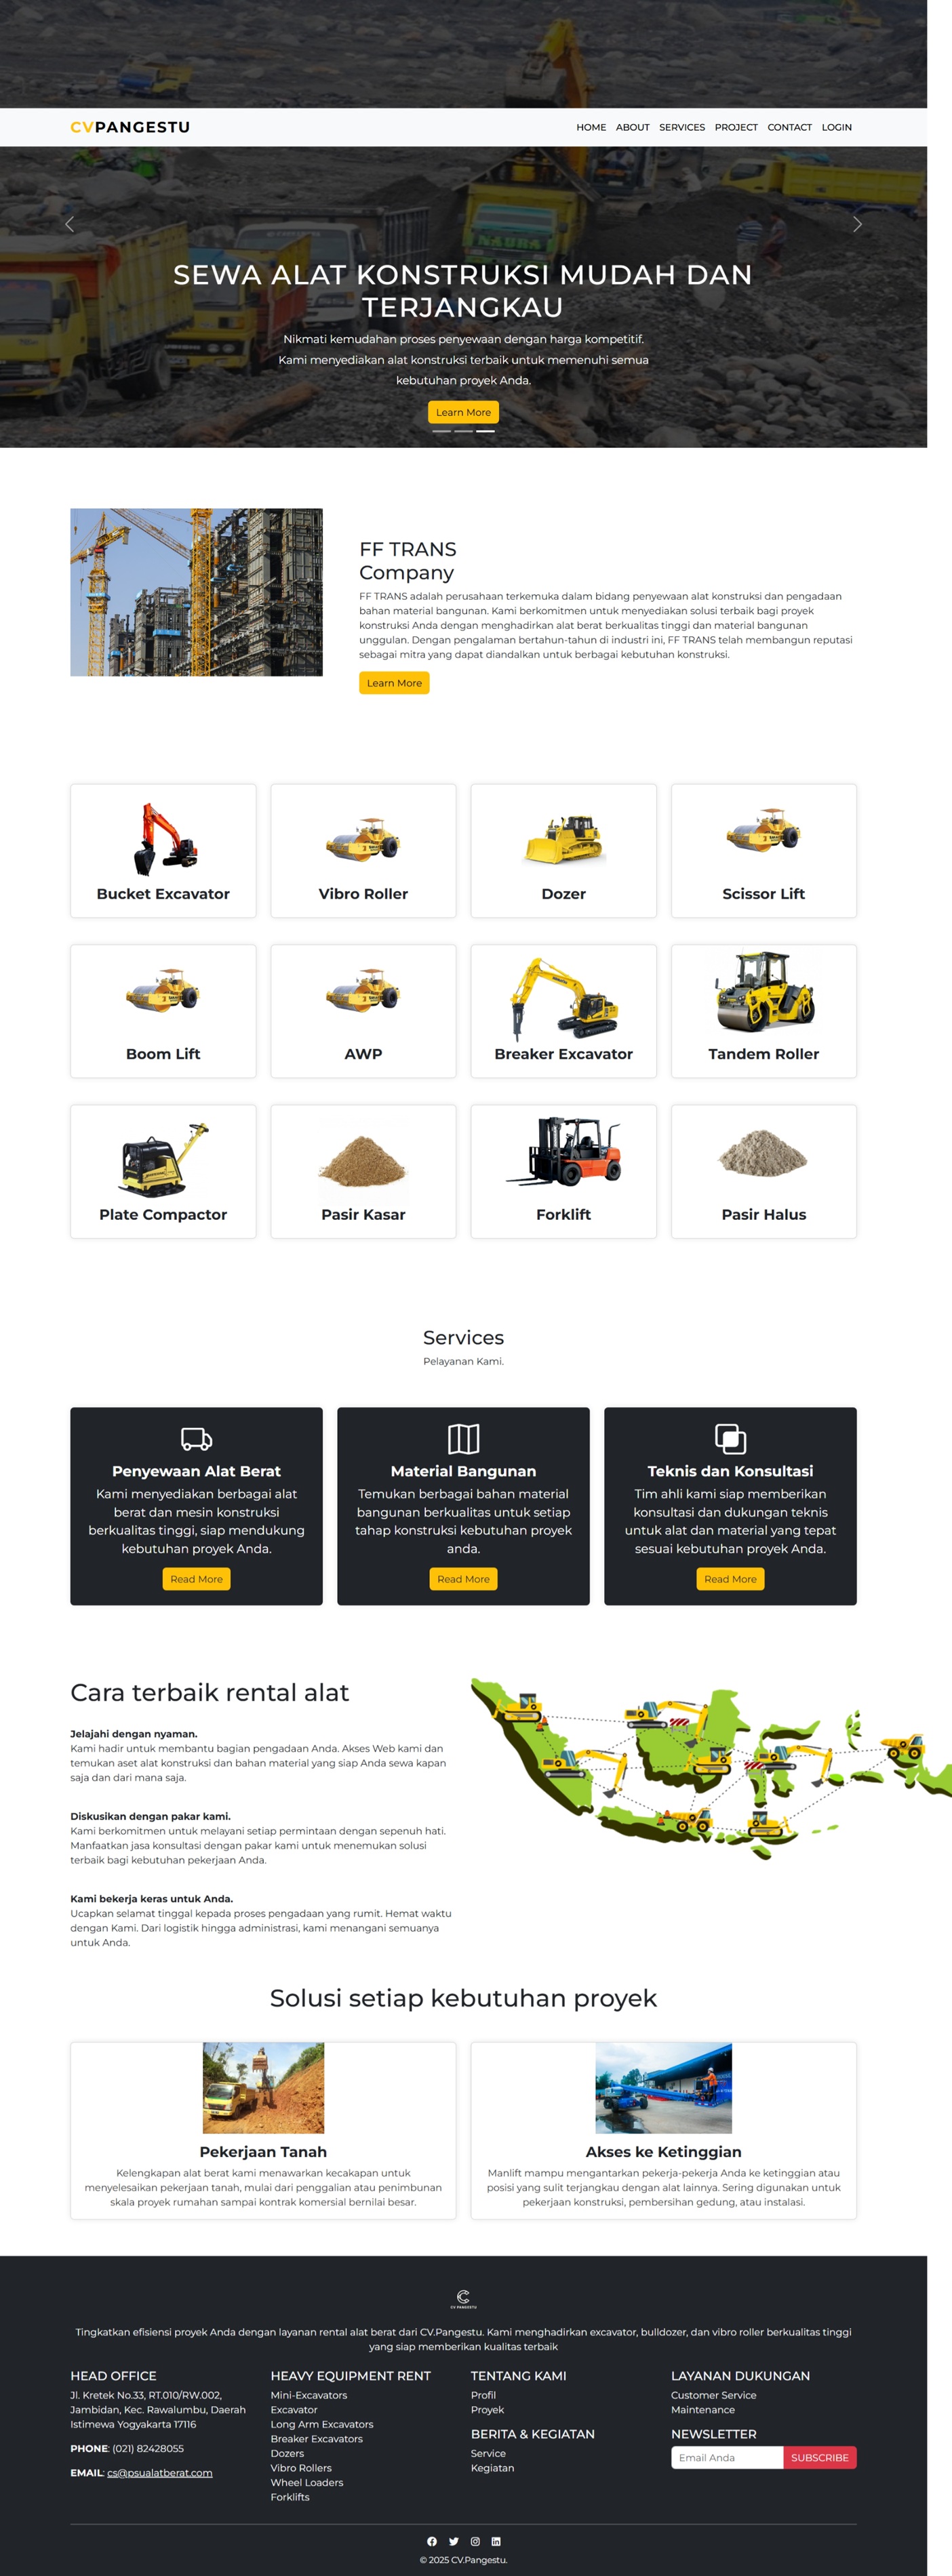 CVPANGESTU
HOME ABOUT SERVICES PROJECT CONTACT LOGIN
NAURA
SEWA ALAT KONSTRUKSI MUDAH DAN
TERJANGKAU
Nikmati kemudahan proses penyewaan dengan harga kompetitif.
Kami menyediakan alat konstruksi terbaik untuk memenuhi semua
kebutuhan proyek Anda.
Learn More
FF TRANS
Company
FF TRANS adalah perusahaan terkemuka dalam bidang penyewaan alat konstruksi dan pengadaan
bahan material bangunan. Kami berkomitmen untuk menyediakan solusi terbaik bagi proyek
konstruksi Anda dengan menghadirkan alat berat berkualitas tinggi dan material bangunan
unggulan. Dengan pengalaman bertahun-tahun di industri ini, FF TRANS telah membangun reputasi
sebagai mitra yang dapat diandalkan untuk berbagai kebutuhan konstruksi.
Learn More
Bucket Excavator
Vibro Roller
Dozer
Scissor Lift
Boom Lift
AWP
Breaker Excavator
Tandem Roller
Plate Compactor
Pasir Kasar
Forklift
Pasir Halus
Services
Pelayanan Kami.
Penyewaan Alat Berat
Kami menyediakan berbagai alat
berat dan mesin konstruksi
berkualitas tinggi, siap mendukung
kebutuhan proyek Anda.
Read More
Material Bangunan
Temukan berbagai bahan material
bangunan berkualitas untuk setiap
tahap konstruksi kebutuhan proyek
anda.
Read More
Teknis dan Konsultasi
Tim ahli kami siap memberikan
konsultasi dan dukungan teknis
untuk alat dan material yang tepat
sesuai kebutuhan proyek Anda.
Read More
Cara terbaik rental alat
Jelajahi dengan nyaman.
Kami hadir untuk membantu bagian pengadaan Anda. Akses Web kami dan
temukan aset alat konstruksi dan bahan material yang siap Anda sewa kapan
saja dan dari mana saja.
Diskusikan dengan pakar kami.
Kami berkomitmen untuk melayani setiap permintaan dengan sepenuh hati.
Manfaatkan jasa konsultasi dengan pakar kami untuk menemukan solusi
terbaik bagi kebutuhan pekerjaan Anda.
Kami bekerja keras untuk Anda.
Ucapkan selamat tinggal kepada proses pengadaan yang rumit. Hemat waktu
dengan Kami. Dari logistik hingga administrasi, kami menangani semuanya
untuk Anda.
Solusi setiap kebutuhan proyek
Pekerjaan Tanah
Kelengkapan alat berat kami menawarkan kecakapan untuk
menyelesaikan pekerjaan tanah, mulai dari penggalian atau penimbunan
skala proyek rumahan sampai kontrak komersial bernilai besar.
Akses ke Ketinggian
Manlift mampu mengantarkan pekerja-pekerja Anda ke ketinggian atau
posisi yang sulit terjangkau dengan alat lainnya. Sering digunakan untuk
pekerjaan konstruksi, pembersihan gedung, atau instalasi.
CV PANGESTU
Tingkatkan efisiensi proyek Anda dengan layanan rental alat berat dari CV.Pangestu. Kami menghadirkan excavator, bulldozer, dan vibro roller berkualitas tinggi
yang siap memberikan kualitas terbaik
HEAD OFFICE
Jl. Kretek No.33, RT.010/RW.002,
Jambidan, Kec. Rawalumbu, Daerah
Istimewa Yogyakarta 17116
PHONE: (021) 82428055
EMAIL: cs@psualatberat.com
HEAVY EQUIPMENT RENT
Mini-Excavators
Excavator
Long Arm Excavators
Breaker Excavators
Dozers
Vibro Rollers
Wheel Loaders
Forklifts
TENTANG KAMI
Profil
Proyek
BERITA & KEGIATAN
Service
Kegiatan
LAYANAN DUKUNGAN
Customer Service
Maintenance
NEWSLETTER
Email Anda SUBSCRIBE
© 2025 CV.Pangestu.